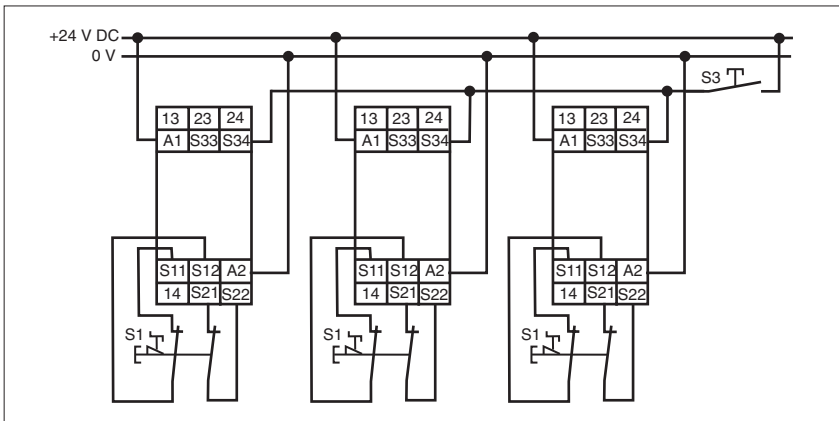 +24 V DC
0 V
S3
13 23 24 13 23 24 13 23 24
A1 S33 S34 A1 S33 S34 A1 S33 S34
S11 S12 A2 S11 S12 A2 S11 S12 A2
14 S21 S22 14 S21 S22 14 S21 S22
S1 S1 S1